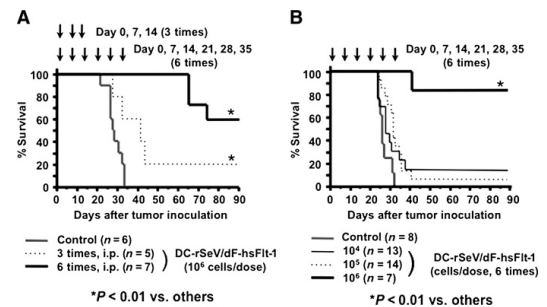 A
Day 0, 7, 14 (3 times)
Day 0, 7, 14, 21, 28, 35
(6 times)
% Survival
100
80
60
40
20
0
*
*
0 10 20 30 40 50 60 70 80 90
Days after tumor inoculation
Control (n = 6)
3 times, i.p. (n = 5)
6 times, i.p. (n = 7)
DC-rSeV/dF-hsFlt-1
(10⁶ cells/dose)
*P < 0.01 vs. others
B
Day 0, 7, 14, 21, 28, 35
(6 times)
% Survival
100
80
60
40
20
0
*
0 10 20 30 40 50 60 70 80 90
Days after tumor inoculation
Control (n = 8)
10⁴ (n = 13)
10⁵ (n = 14)
10⁶ (n = 7)
DC-rSeV/dF-hsFlt-1
(cells/dose, 6 times)
*P < 0.01 vs. others